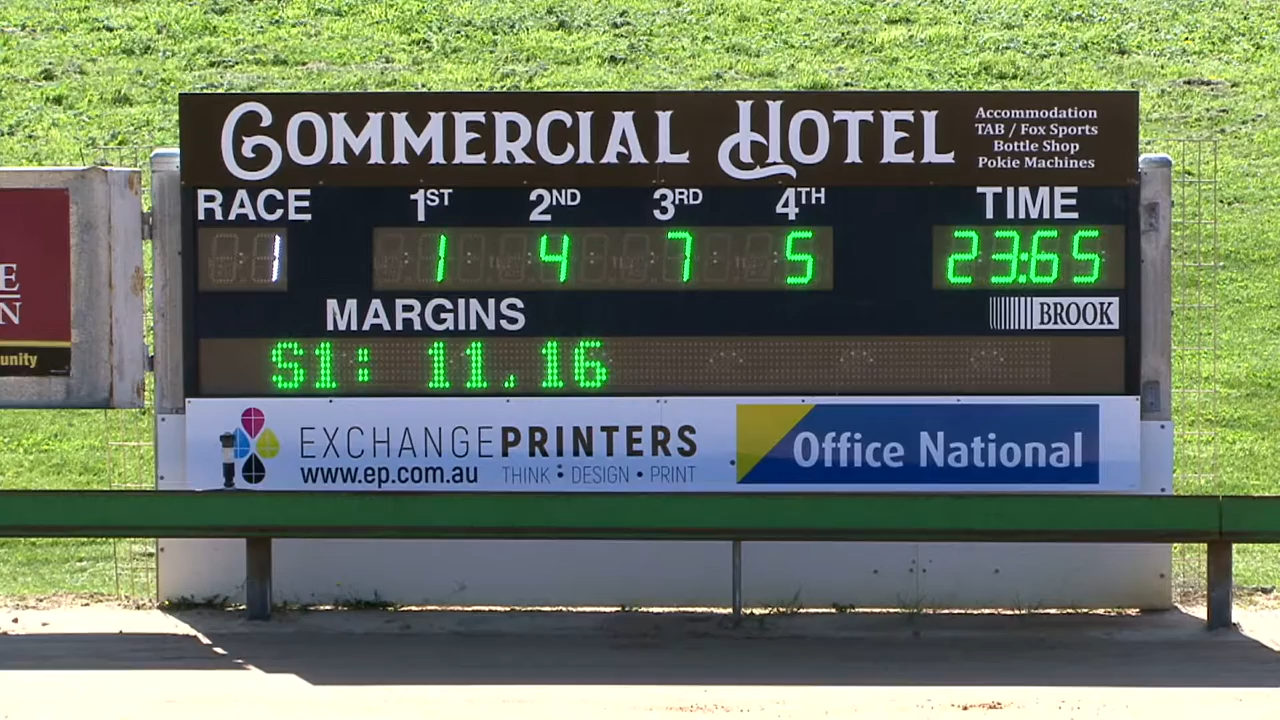 COMMERCIAL HOTEL
Accommodation
TAB / Fox Sports
Bottle Shop
Pokie Machines
RACE 1ST 2ND 3RD 4TH TIME
1 1 4 7 5 23:65
MARGINS
BROOK
S1: 11.16
E
N
unity
EXCHANGEPRINTERS
www.ep.com.au THINK : DESIGN • PRINT
Office National